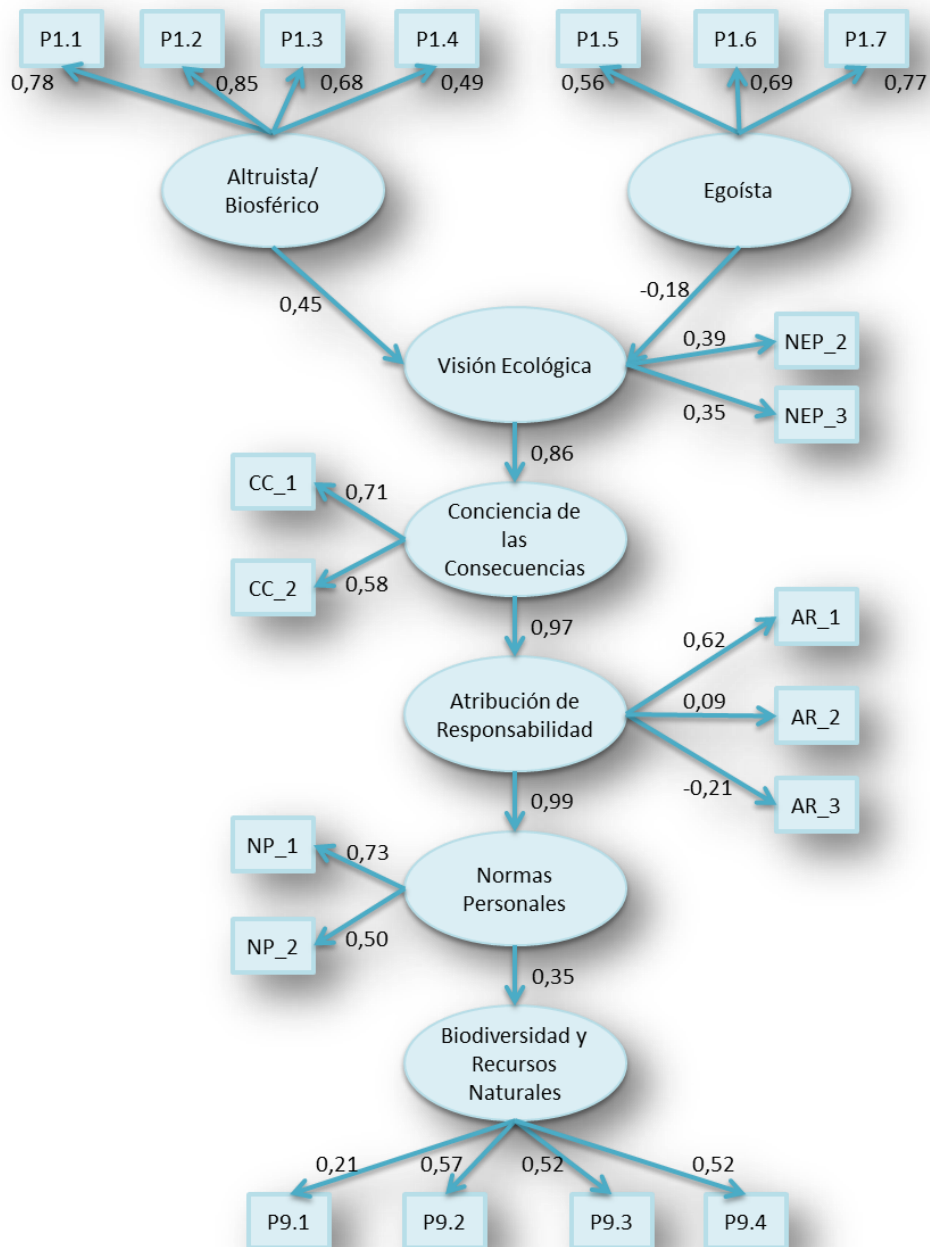 P1.1 P1.2 P1.3 P1.4 P1.5 P1.6 P1.7
0,78 0,85 0,68 0,49 0,56 0,69 0,77
Altruista/
Biosférico
Egoísta
0,45 -0,18
Visión Ecológica
0,39 NEP_2
0,35 NEP_3
0,86
CC_1 0,71
CC_2 0,58
Conciencia de
las
Consecuencias
0,97
Atribución de
Responsabilidad
0,62 AR_1
0,09 AR_2
-0,21 AR_3
0,99
NP_1 0,73
NP_2 0,50
Normas
Personales
0,35
Biodiversidad y
Recursos
Naturales
0,21 0,57 0,52 0,52
P9.1 P9.2 P9.3 P9.4